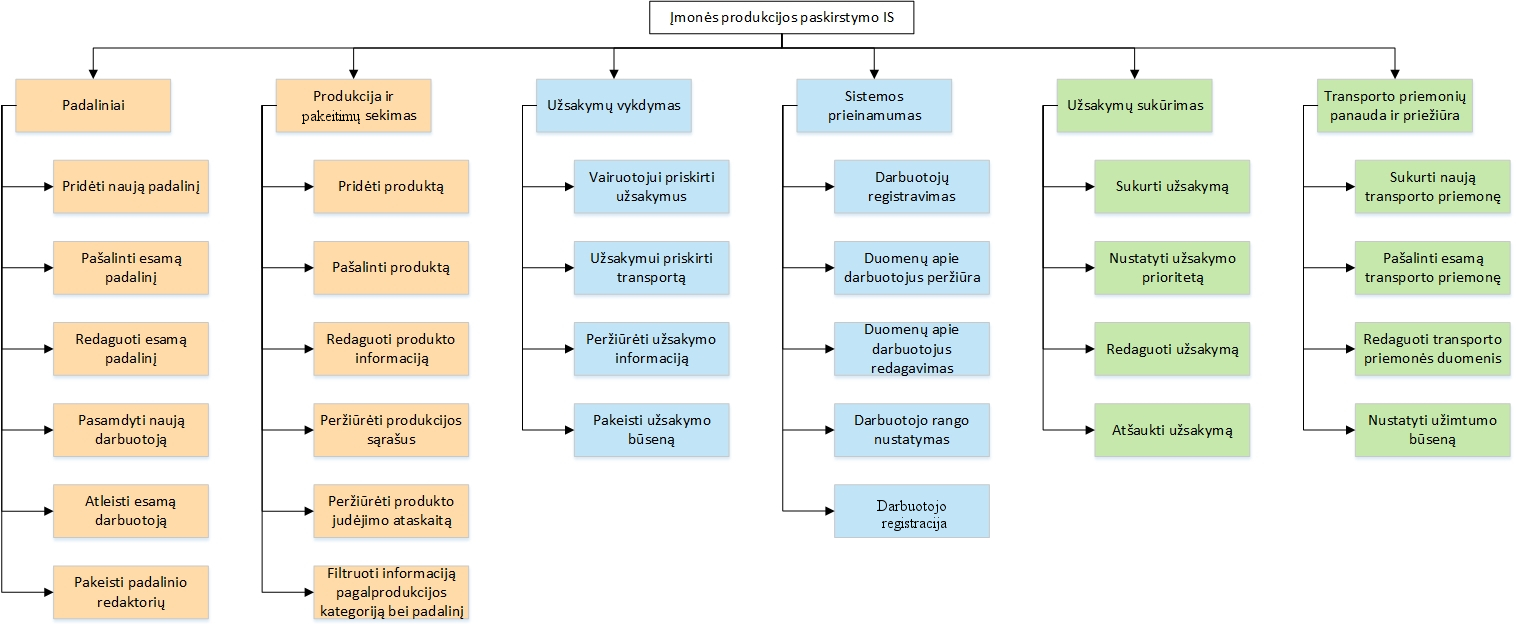 Įmonės produkcijos paskirstymo IS
Padaliniai
Pridėti naują padalinį
Pašalinti esamą
padalinį
Redaguoti esamą
padalinį
Pasamdyti naują
darbuotoją
Atleisti esamą
darbuotoją
Pakeisti padalinio
redaktorių
Produkcija ir
pakeitimų sekimas
Pridėti produktą
Pašalinti produktą
Redaguoti produkto
informaciją
Peržiūrėti produkcijos
sąrašus
Peržiūrėti produkto
judėjimo ataskaitą
Filtruoti informaciją
pagalprodukcijos
kategoriją bei padalinį
Užsakymų vykdymas
Vairuotojui priskirti
užsakymus
Užsakymui priskirti
transportą
Peržiūrėti užsakymo
informaciją
Pakeisti užsakymo
būseną
Sistemos
prieinamumas
Darbuotojų
registravimas
Duomenų apie
darbuotojus peržiūra
Duomenų apie
darbuotojus
redagavimas
Darbuotojo rango
nustatymas
Darbuotojo
registracija
Užsakymų sukūrimas
Sukurti užsakymą
Nustatyti užsakymo
prioritetą
Redaguoti užsakymą
Atšaukti užsakymą
Transporto priemonių
panauda ir priežiūra
Sukurti naują
transporto priemonę
Pašalinti esamą
transporto priemonę
Redaguoti transporto
priemonės duomenis
Nustatyti užimtumo
būseną